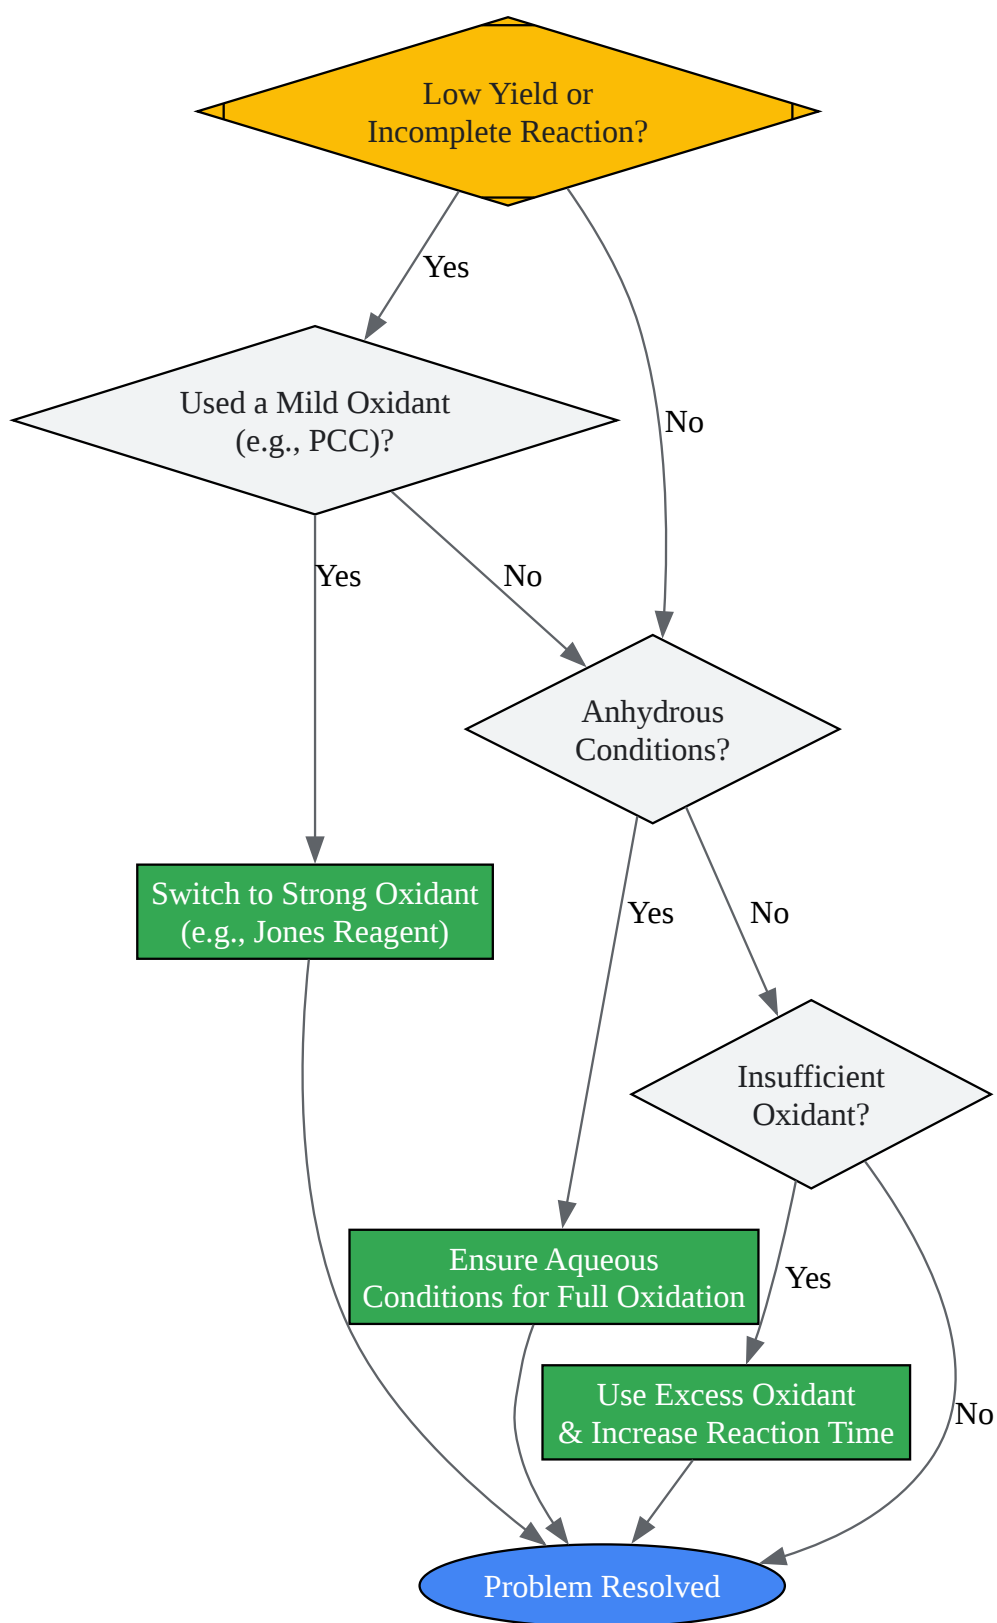 Low Yield or
Incomplete Reaction?
Yes
No
Used a Mild Oxidant
(e.g., PCC)?
Yes
No
Anhydrous
Conditions?
Switch to Strong Oxidant
(e.g., Jones Reagent)
Yes
No
Insufficient
Oxidant?
Ensure Aqueous
Conditions for Full Oxidation
Yes
No
Use Excess Oxidant
& Increase Reaction Time
Problem Resolved